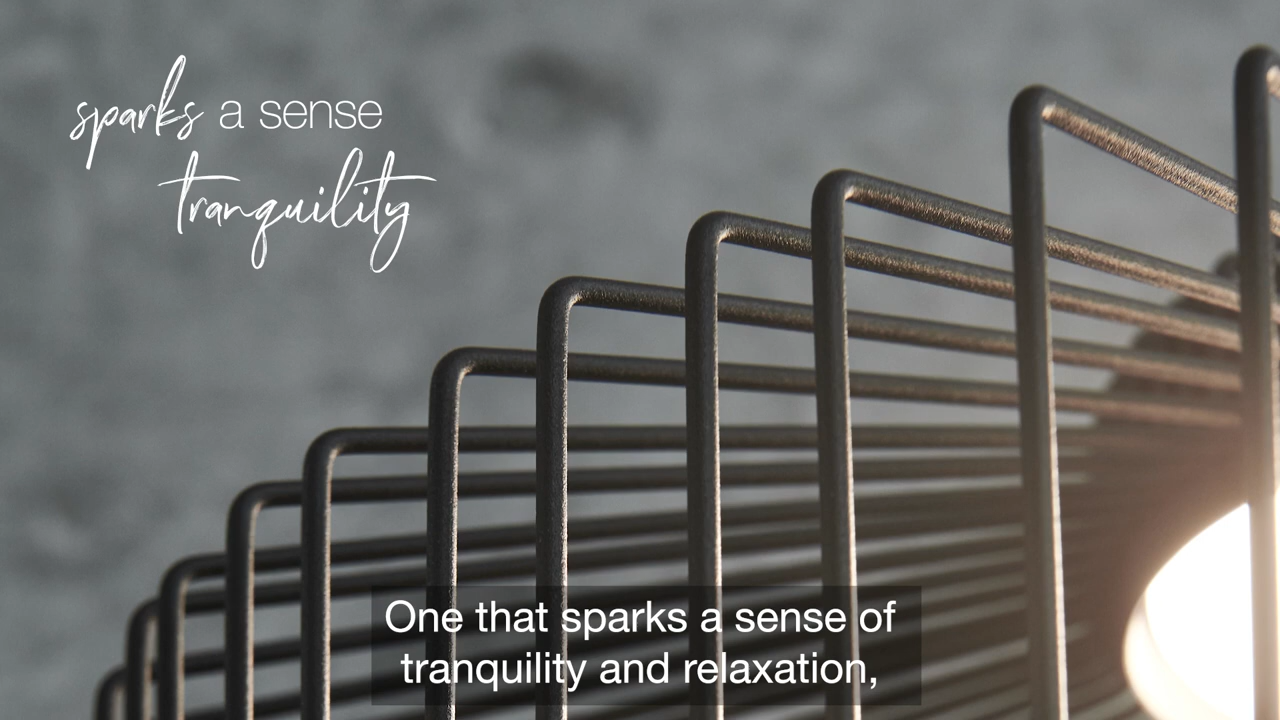 sparks a sense
tranquility
One that sparks a sense of
tranquility and relaxation,